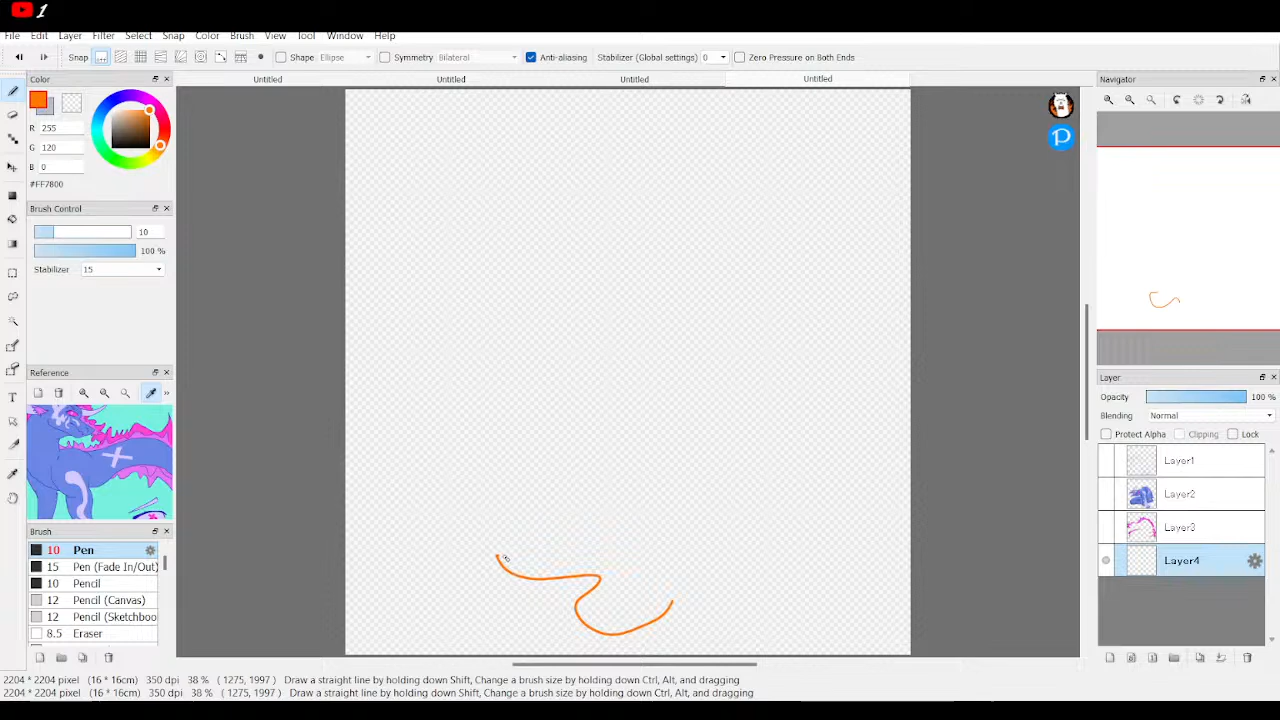 1
File Edit Layer Filter Select Snap Color Brush View Tool Window Help
Snap Shape Ellipse Symmetry Bilateral Anti-aliasing Stabilizer (Global settings) 0 Zero Pressure on Both Ends
Untitled Untitled Untitled Untitled
Color
R 255
G 120
B 0
#FF7800
Brush Control
10
100 %
Stabilizer 15
Reference
Brush
10 Pen
15 Pen (Fade In/Out)
10 Pencil
12 Pencil (Canvas)
12 Pencil (Sketchboo
8.5 Eraser
Navigator
Layer
Opacity 100 %
Blending Normal
Protect Alpha Clipping Lock
Layer1
Layer2
Layer3
Layer4
2204 * 2204 pixel (16 * 16cm) 350 dpi 38 % ( 1275, 1997 ) Draw a straight line by holding down Shift, Change a brush size by holding down Ctrl, Alt, and dragging
2204 * 2204 pixel (16 * 16cm) 350 dpi 38 % ( 1275, 1997 ) Draw a straight line by holding down Shift, Change a brush size by holding down Ctrl, Alt, and dragging